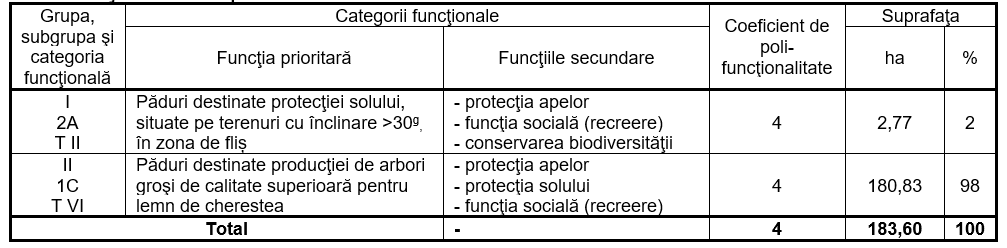 Grupa, subgrupa şi categoria funcţională | Categorii funcţionale | Coeficient de poli-funcţionalitate | Suprafaţa
Funcţia prioritară | Funcţiile secundare | ha | %
I | Păduri destinate protecţiei solului, | - protecţia apelor
2A | situate pe terenuri cu înclinare >30ᵍ, | - funcţia socială (recreere) | 4 | 2,77 | 2
T II | în zona de fliș | - conservarea biodiversităţii
II | Păduri destinate producţiei de arbori | - protecţia apelor
1C | groşi de calitate superioară pentru | - protecţia solului | 4 | 180,83 | 98
T VI | lemn de cherestea | - funcţia socială (recreere)
Total | - | 4 | 183,60 | 100